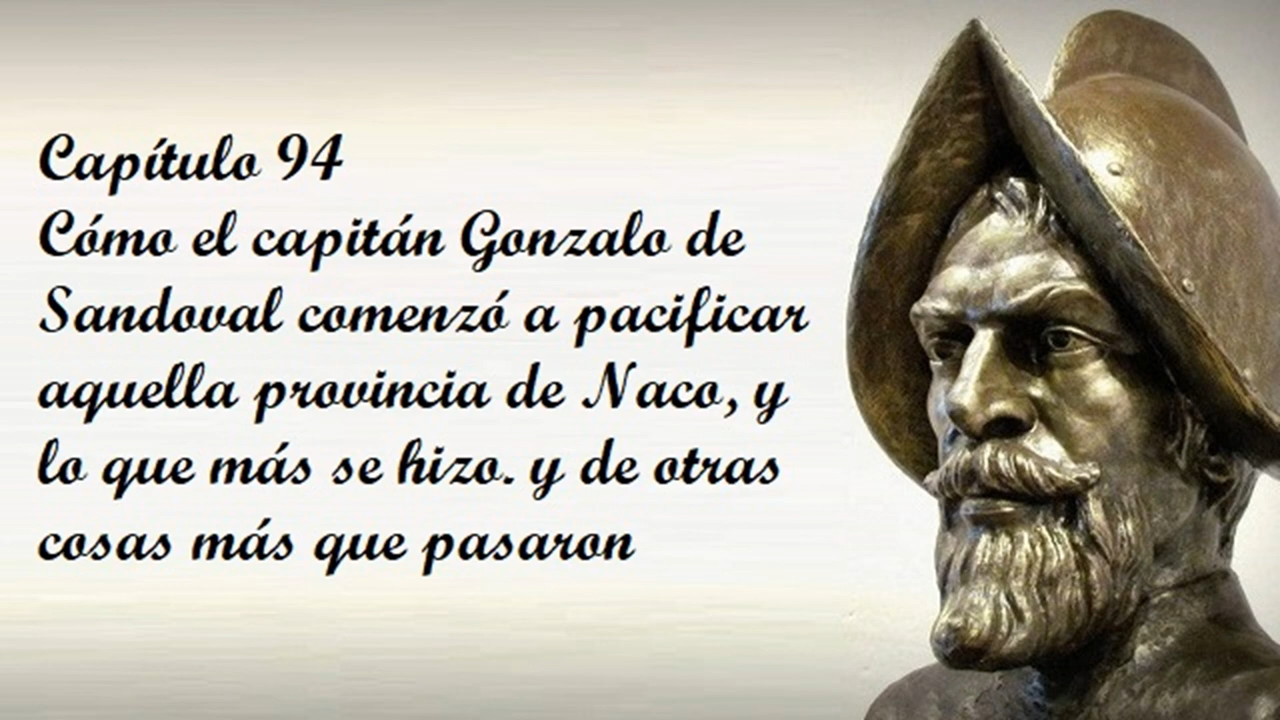 Capítulo 94
Cómo el capitán Gonzalo de
Sandoval comenzó a pacificar
aquella provincia de Naco, y
lo que más se hizo. y de otras
cosas más que pasaron